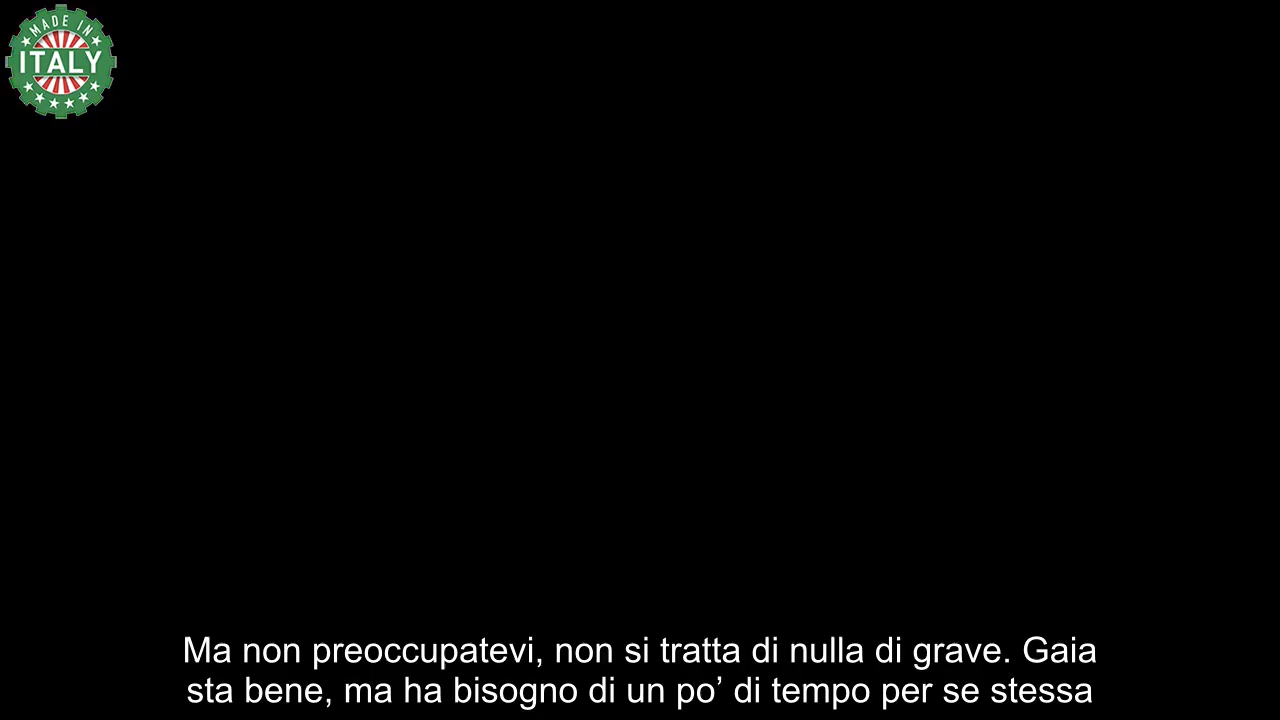 MADE IN
ITALY
Ma non preoccupatevi, non si tratta di nulla di grave. Gaia
sta bene, ma ha bisogno di un po’ di tempo per se stessa